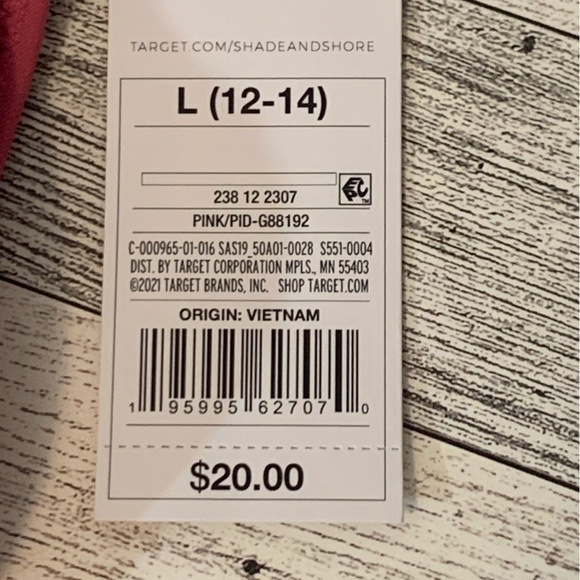 TARGET.COM/SHADEANDSHORE
L (12-14)
238 12 2307
EPC™
PINK/PID-G88192
C-000965-01-016 SAS19_50A01-0028 S551-0004
DIST. BY TARGET CORPORATION MPLS., MN 55403
©2021 TARGET BRANDS, INC. SHOP TARGET.COM
ORIGIN: VIETNAM
1 95995 62707 0
$20.00